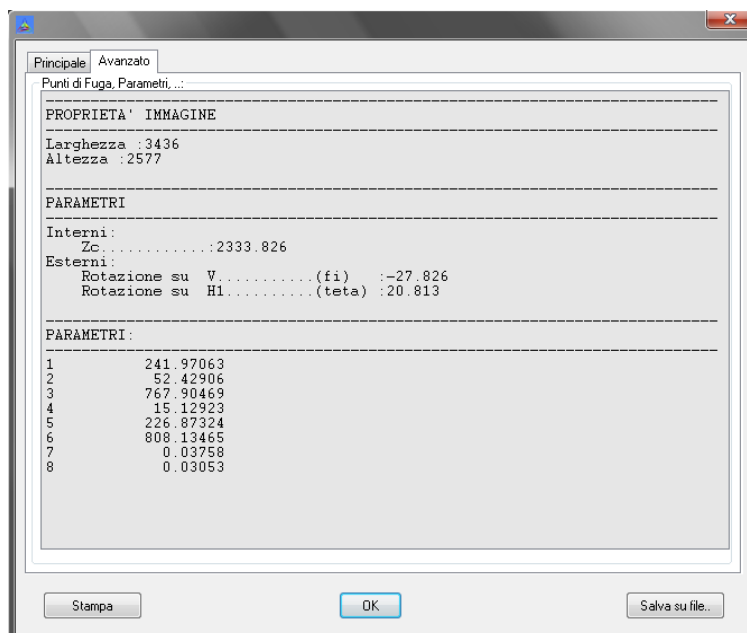 Principale Avanzato
Punti di Fuga, Parametri, ..:
PROPRIETA' IMMAGINE
Larghezza :3436
Altezza :2577
PARAMETRI
Interni:
Zc............:2333.826
Esterni:
Rotazione su V...........(fi) :-27.826
Rotazione su H1..........(teta) :20.813
PARAMETRI:
1 241.97063
2 52.42906
3 767.90469
4 15.12923
5 226.87324
6 808.13465
7 0.03758
8 0.03053
Stampa OK Salva su file..